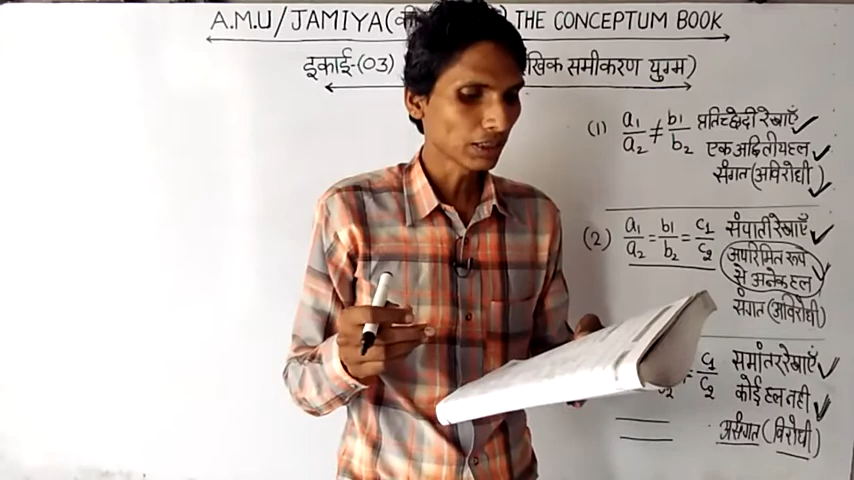 A.M.U/JAMIYA( THE CONCEPTUM BOOK
इकाई-(03) समीकरण युग्म)
(1) a1/a2 ≠ b1/b2 प्रतिच्छेदी रेखाएँ ✓
एक अद्वितीय हल ✓
संगत(अविरोधी) ✓
(2) a1/a2 = b1/b2 = c1/c2 संपाती रेखाएँ ✓
अपरिमित रूप
से अनेक हल ✓
संगत(अविरोधी)
c1/c2 समांतर रेखाएँ ✓
कोई हल नही ✓
असंगत(विरोधी)